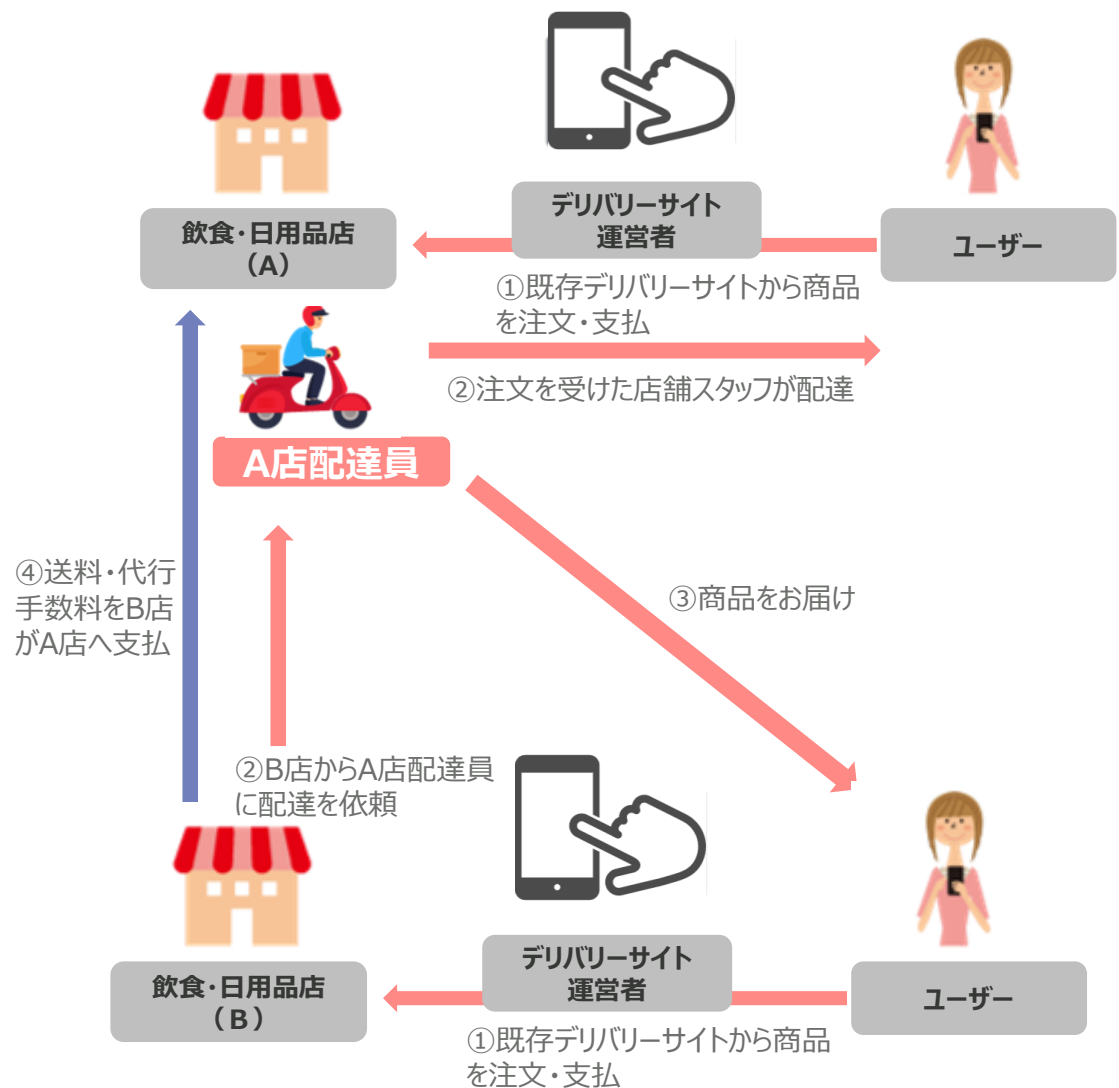 デリバリーサイト
運営者
飲食・日用品店
（A）
ユーザー
①既存デリバリーサイトから商品
を注文・支払
②注文を受けた店舗スタッフが配達
A店配達員
④送料・代行
手数料をB店
がA店へ支払
③商品をお届け
②B店からA店配達員
に配達を依頼
デリバリーサイト
運営者
飲食・日用品店
（B）
ユーザー
①既存デリバリーサイトから商品
を注文・支払